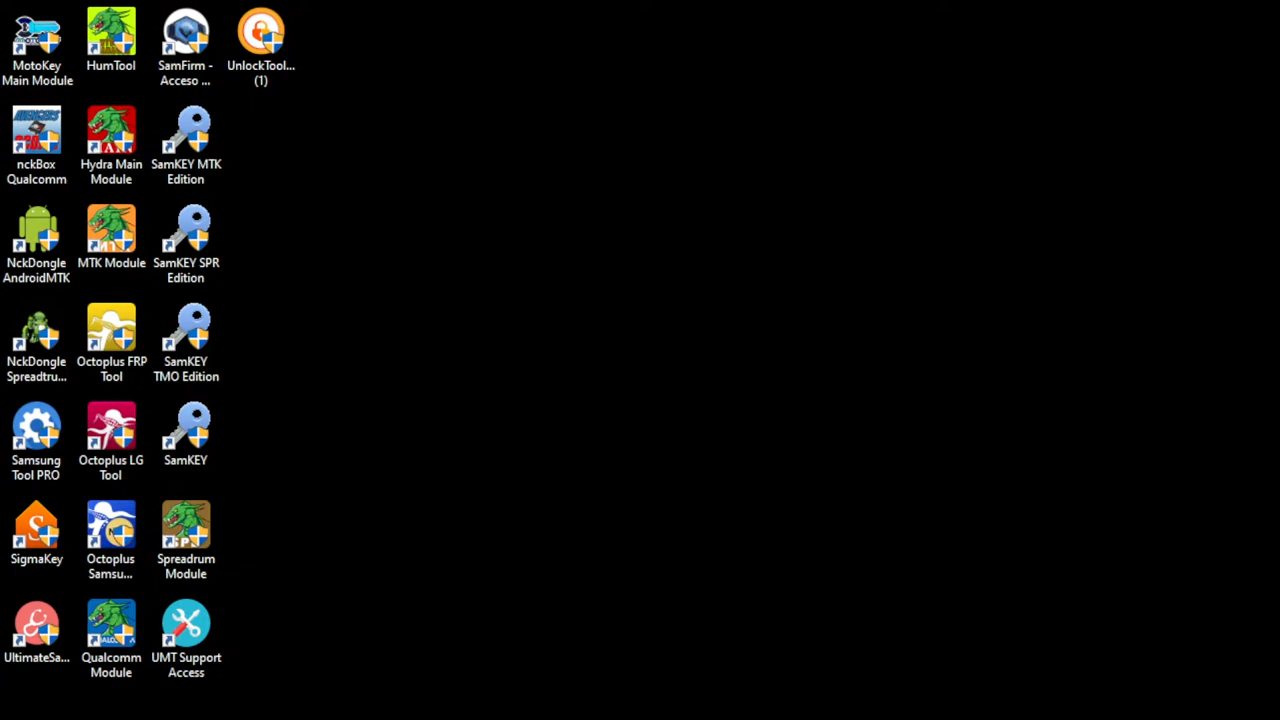 MotoKey
Main Module
HumTool
SamFirm -
Acceso ...
UnlockTool...
(1)
nckBox
Qualcomm
Hydra Main
Module
SamKEY MTK
Edition
NckDongle
AndroidMTK
MTK Module
SamKEY SPR
Edition
NckDongle
Spreadtru...
Octoplus FRP
Tool
SamKEY
TMO Edition
Samsung
Tool PRO
Octoplus LG
Tool
SamKEY
SigmaKey
Octoplus
Samsu...
Spreadrum
Module
UltimateSa...
Qualcomm
Module
UMT Support
Access